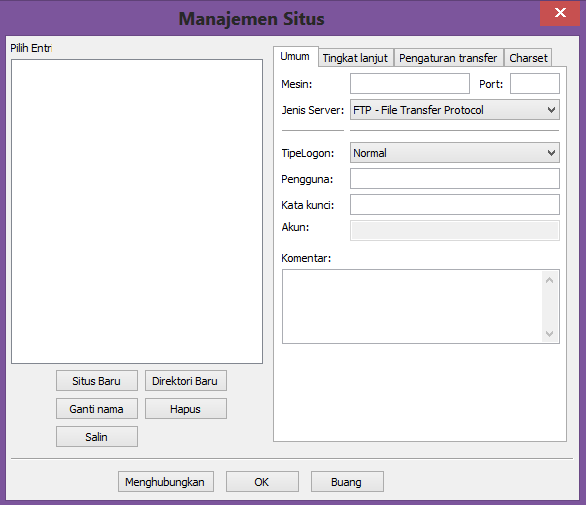 Manajemen Situs
Pilih Entri
Umum Tingkat lanjut Pengaturan transfer Charset
Mesin: Port:
Jenis Server: FTP - File Transfer Protocol
TipeLogon: Normal
Pengguna:
Kata kunci:
Akun:
Komentar:
Situs Baru Direktori Baru
Ganti nama Hapus
Salin
Menghubungkan OK Buang